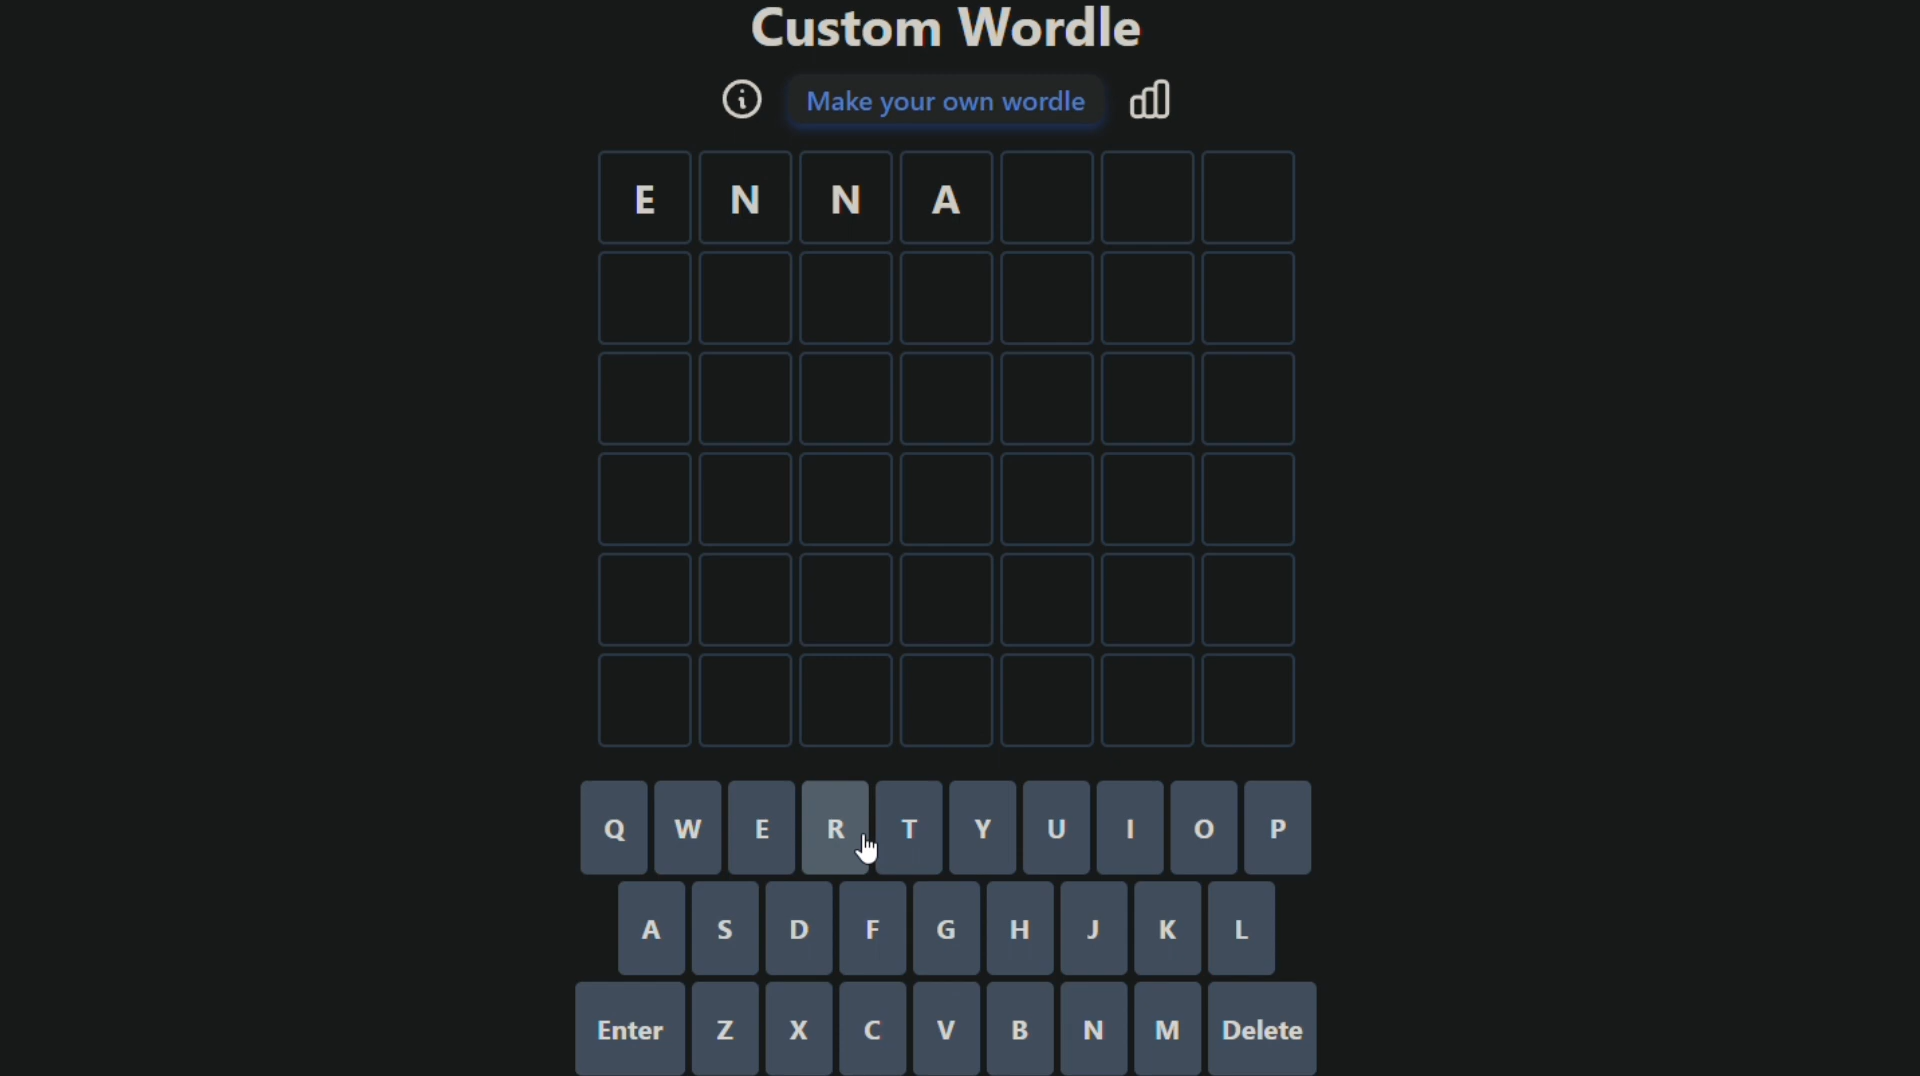 Custom Wordle
Make your own wordle
E N N A
Q W E R T Y U I O P
A S D F G H J K L
Enter Z X C V B N M Delete